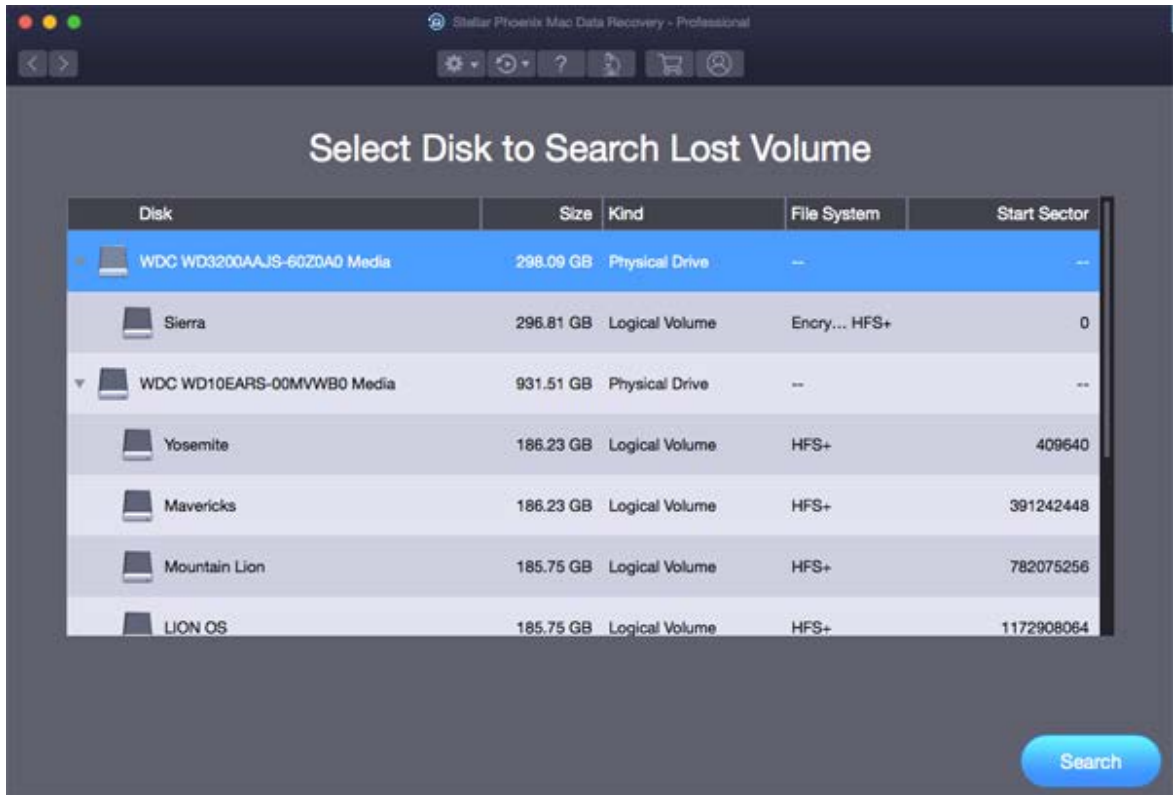 Stellar Phoenix Mac Data Recovery - Professional
?
Select Disk to Search Lost Volume
Disk Size Kind File System Start Sector
WDC WD3200AAJS-60Z0A0 Media 298.09 GB Physical Drive -- --
Sierra 296.81 GB Logical Volume Encry... HFS+ 0
WDC WD10EARS-00MVWB0 Media 931.51 GB Physical Drive -- --
Yosemite 186.23 GB Logical Volume HFS+ 409640
Mavericks 186.23 GB Logical Volume HFS+ 391242448
Mountain Lion 185.75 GB Logical Volume HFS+ 782075256
LION OS 185.75 GB Logical Volume HFS+ 1172908064
Search